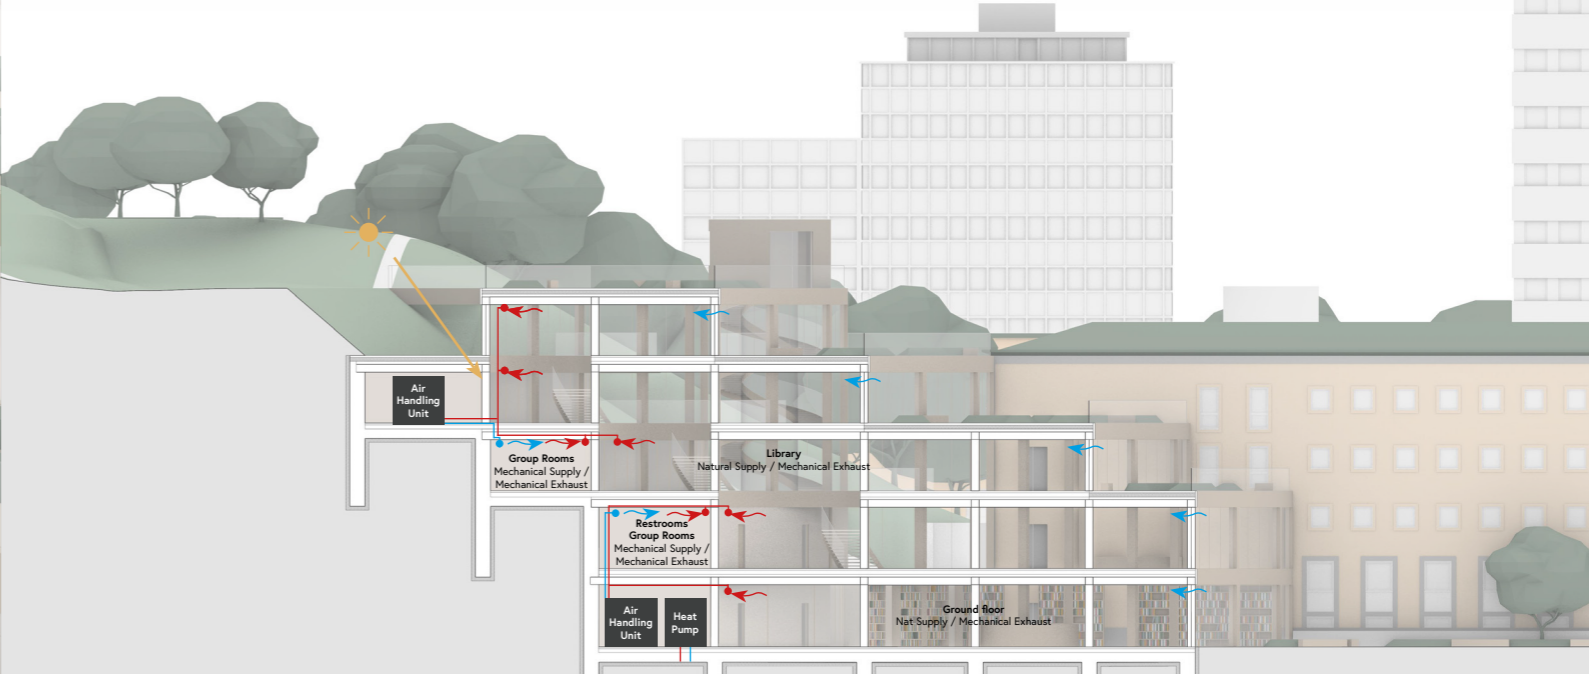 Air
Handling
Unit
Group Rooms
Mechanical Supply /
Mechanical Exhaust
Library
Natural Supply / Mechanical Exhaust
Restrooms
Group Rooms
Mechanical Supply /
Mechanical Exhaust
Air
Handling
Unit
Heat
Pump
Ground floor
Nat Supply / Mechanical Exhaust